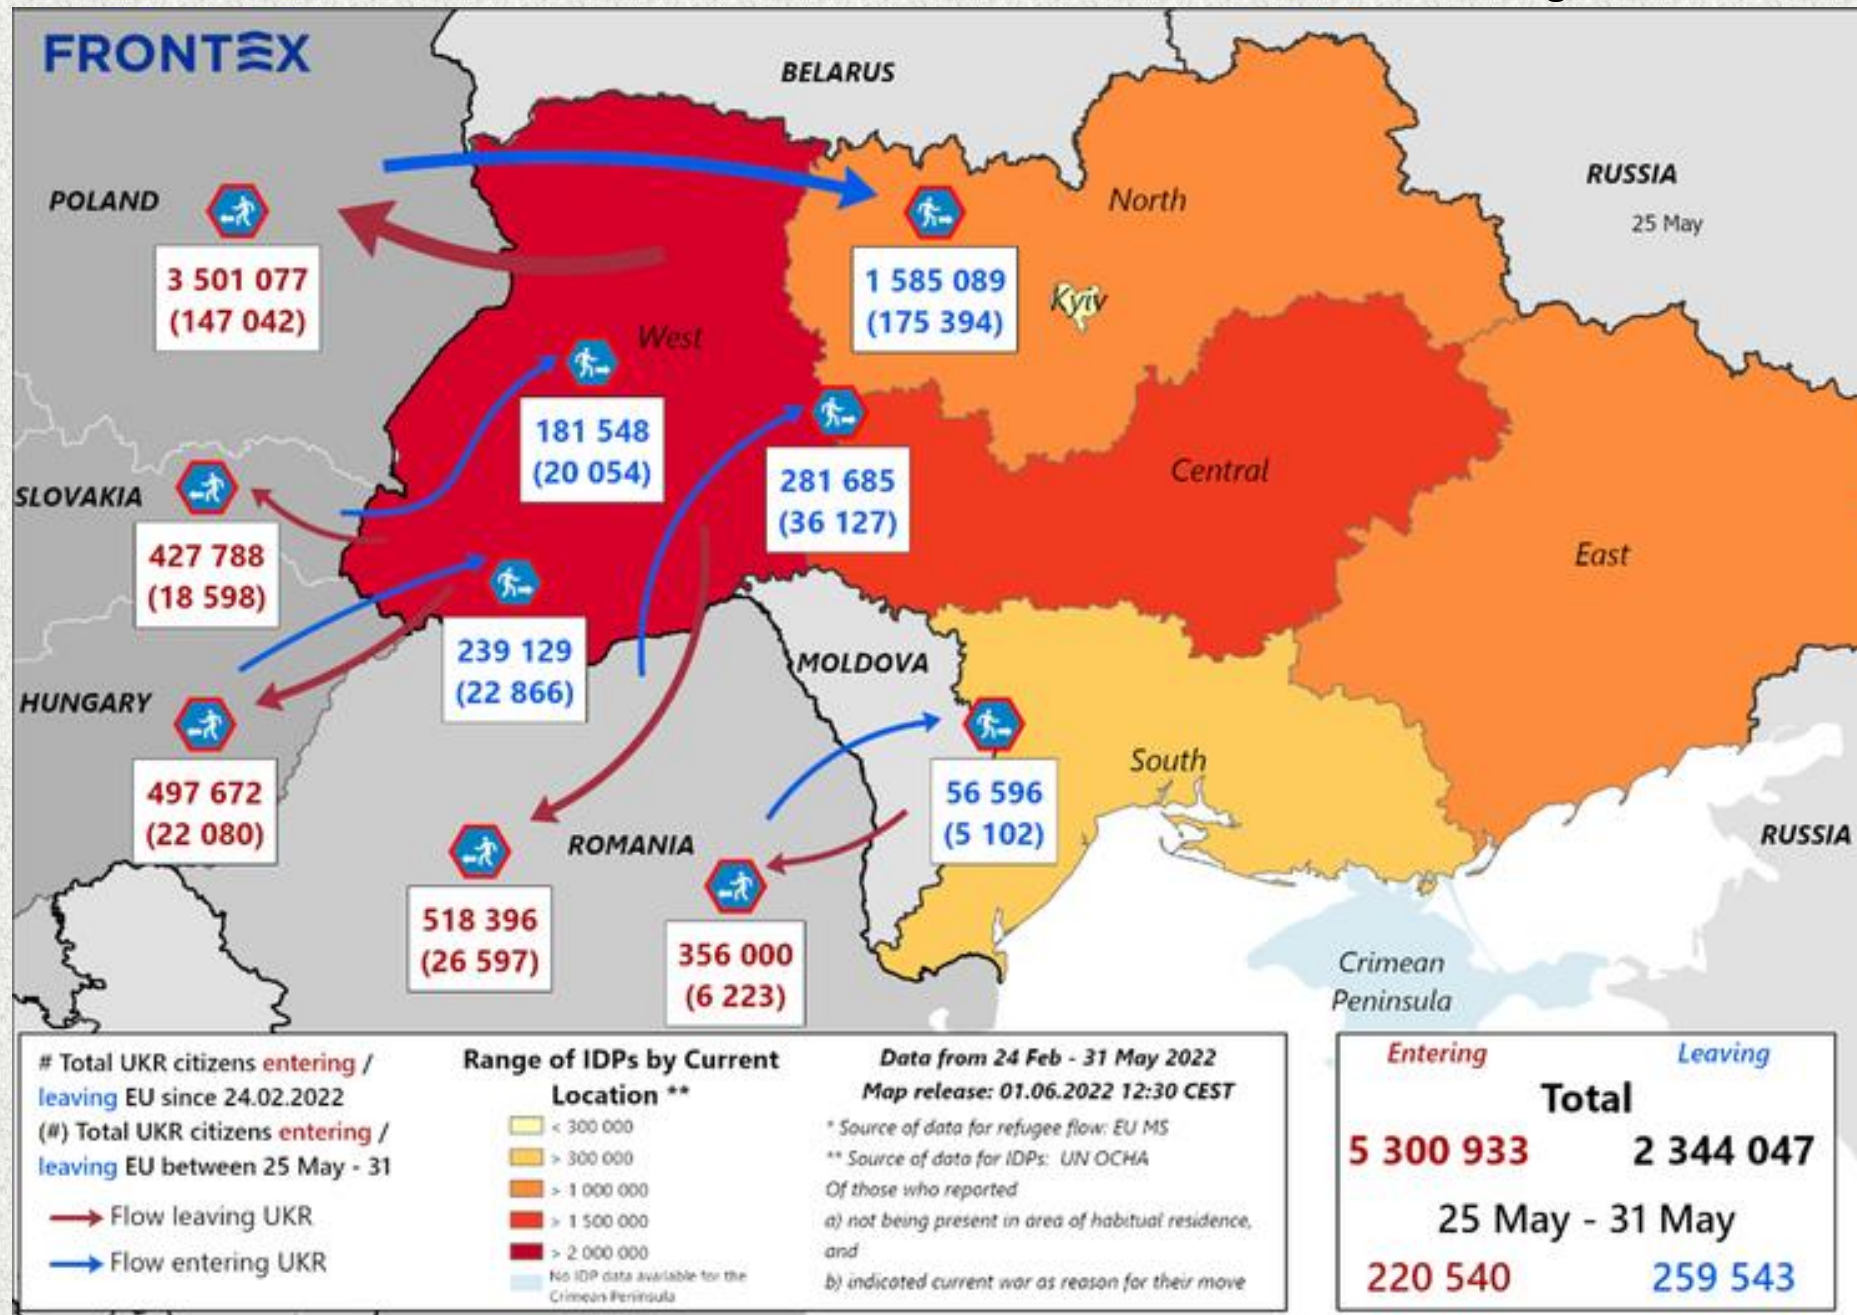 FRONTEX
BELARUS
RUSSIA
25 May
POLAND
North
3 501 077
(147 042)
1 585 089
(175 394)
Kyiv
West
181 548
(20 054)
Central
281 685
(36 127)
SLOVAKIA
427 788
(18 598)
East
239 129
(22 866)
MOLDOVA
HUNGARY
497 672
(22 080)
South
56 596
(5 102)
ROMANIA
RUSSIA
518 396
(26 597)
356 000
(6 223)
Crimean
Peninsula
# Total UKR citizens entering /
leaving EU since 24.02.2022
(#) Total UKR citizens entering /
leaving EU between 25 May - 31
Flow leaving UKR
Flow entering UKR
Range of IDPs by Current
Location **
< 300 000
> 300 000
> 1 000 000
> 1 500 000
> 2 000 000
No IDP data available for the
Crimean Peninsula
Data from 24 Feb - 31 May 2022
Map release: 01.06.2022 12:30 CEST
* Source of data for refugee flow: EU MS
** Source of data for IDPs: UN OCHA
Of those who reported
a) not being present in area of habitual residence,
and
b) indicated current war as reason for their move
Entering Leaving
Total
5 300 933 2 344 047
25 May - 31 May
220 540 259 543